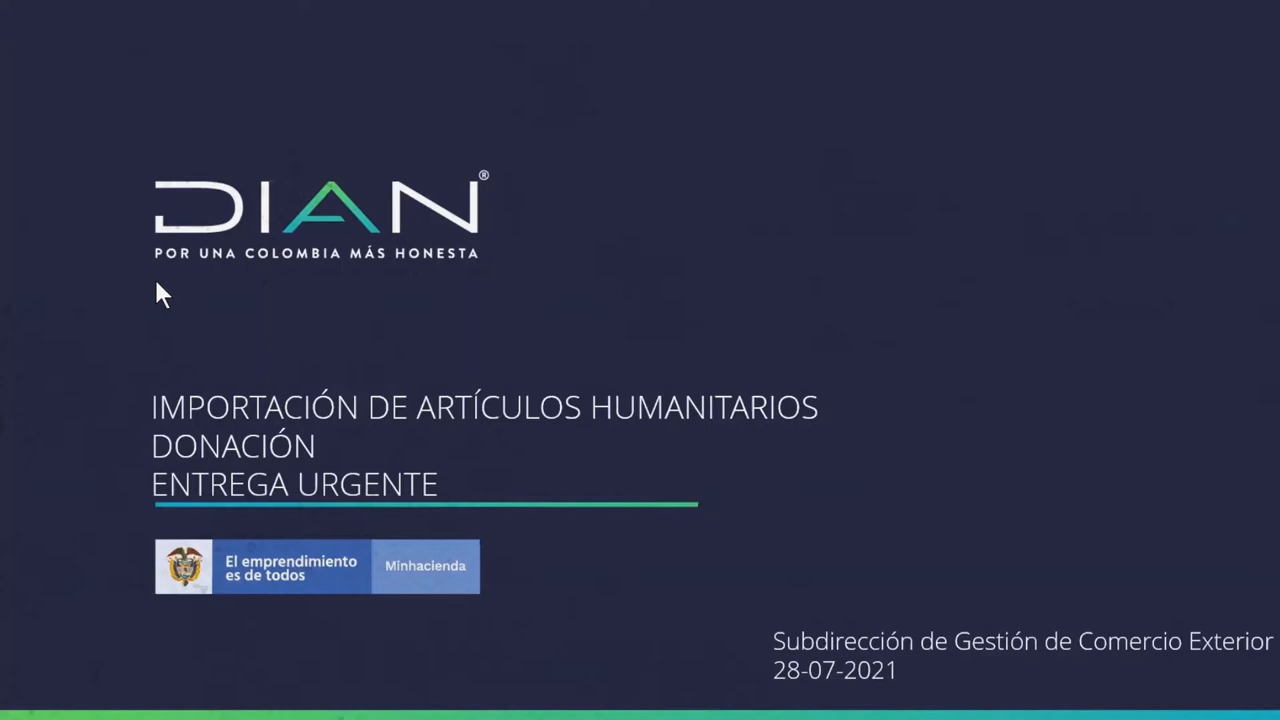 DIAN®
POR UNA COLOMBIA MÁS HONESTA
IMPORTACIÓN DE ARTÍCULOS HUMANITARIOS
DONACIÓN
ENTREGA URGENTE
El emprendimiento
es de todos
Minhacienda
Subdirección de Gestión de Comercio Exterior
28-07-2021